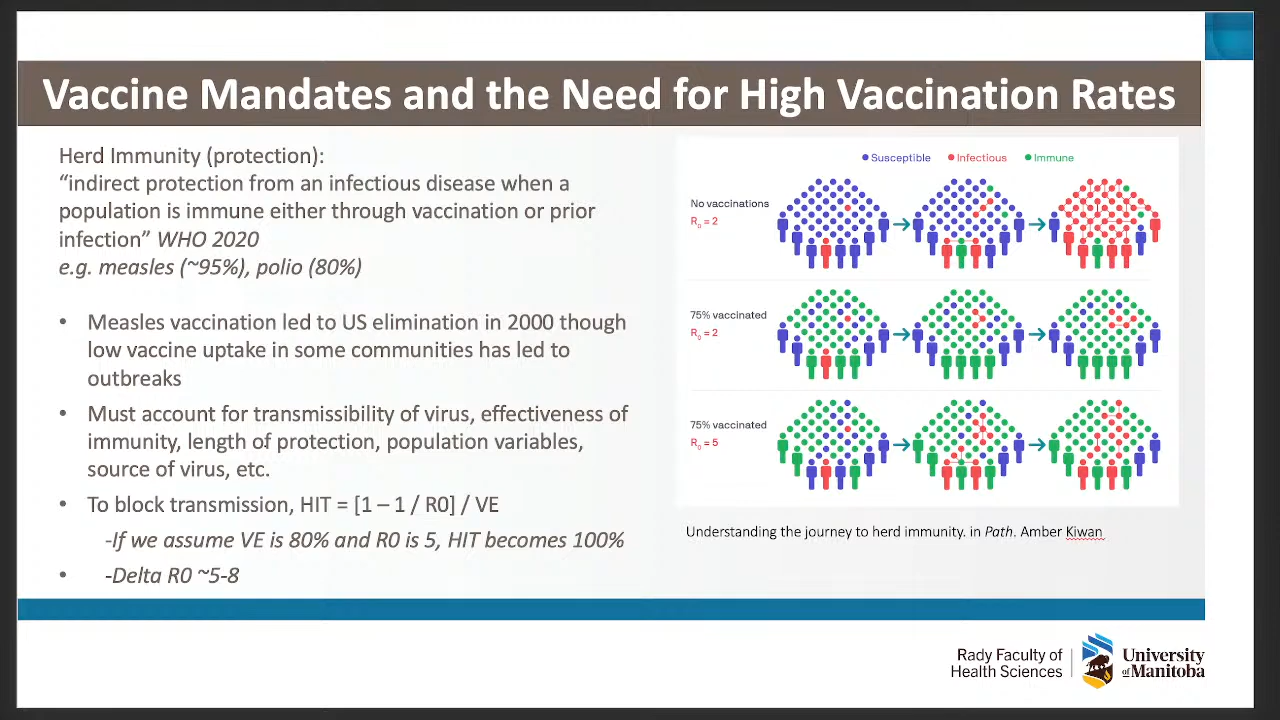 Vaccine Mandates and the Need for High Vaccination Rates
Herd Immunity (protection):
“indirect protection from an infectious disease when a
population is immune either through vaccination or prior
infection” WHO 2020
e.g. measles (~95%), polio (80%)
• Measles vaccination led to US elimination in 2000 though
low vaccine uptake in some communities has led to
outbreaks
• Must account for transmissibility of virus, effectiveness of
immunity, length of protection, population variables,
source of virus, etc.
• To block transmission, HIT = [1 – 1 / R0] / VE
-If we assume VE is 80% and R0 is 5, HIT becomes 100%
• -Delta R0 ~5-8
Susceptible Infectious Immune
No vaccinations
R0 = 2
75% vaccinated
R0 = 2
75% vaccinated
R0 = 5
Understanding the journey to herd immunity. in Path. Amber Kiwan
Rady Faculty of
Health Sciences
University
of Manitoba